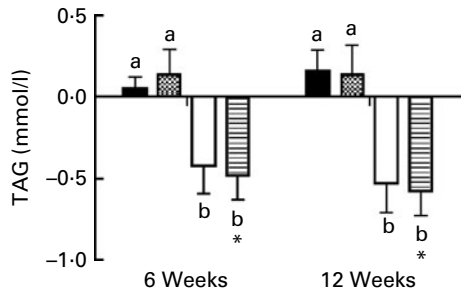 0·5
a a a a
0·0
TAG (mmol/l)
−0·5
b b b b
* *
−1·0
6 Weeks 12 Weeks